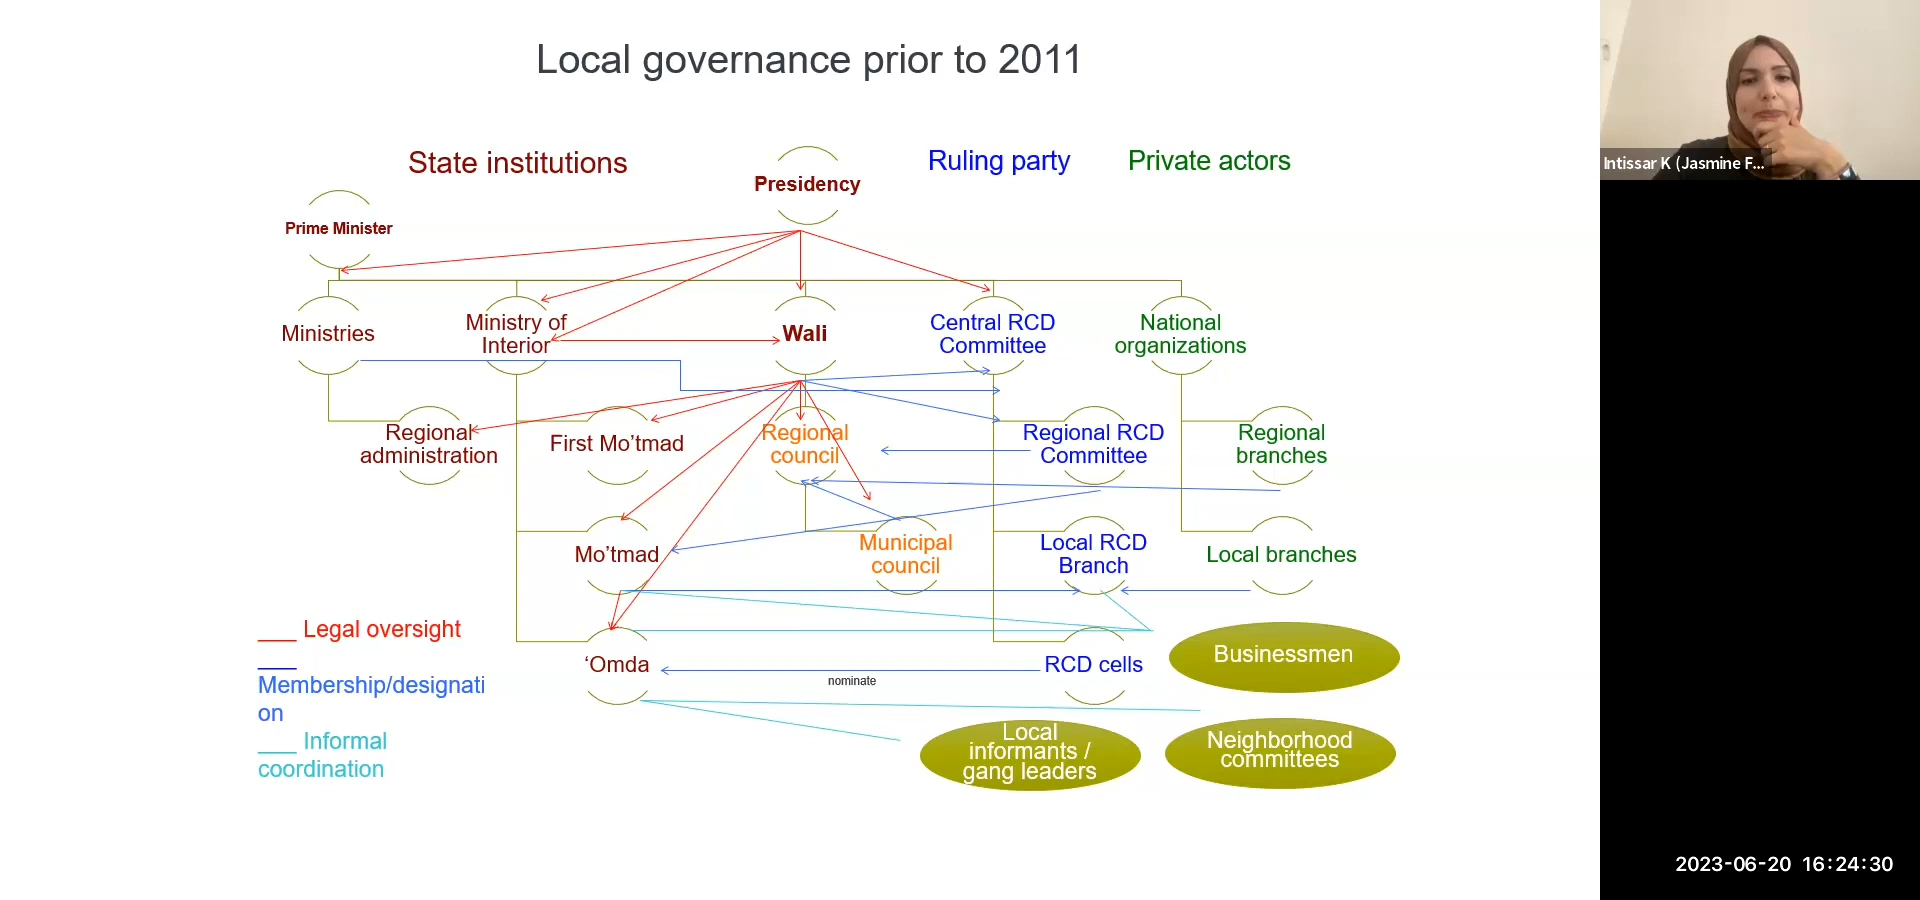 Local governance prior to 2011
State institutions
Presidency
Ruling party
Private actors
Prime Minister
Ministries
Ministry of
Interior
Wali
Central RCD
Committee
National
organizations
Regional
administration
First Mo’tmad
Regional
council
Regional RCD
Committee
Regional
branches
Mo’tmad
Municipal
council
Local RCD
Branch
Local branches
‘Omda
nominate
RCD cells
Businessmen
Local
informants /
gang leaders
Neighborhood
committees
___ Legal oversight
___
Membership/designati
on
___ Informal
coordination
Intissar K (Jasmine F...
2023-06-20 16:24:30